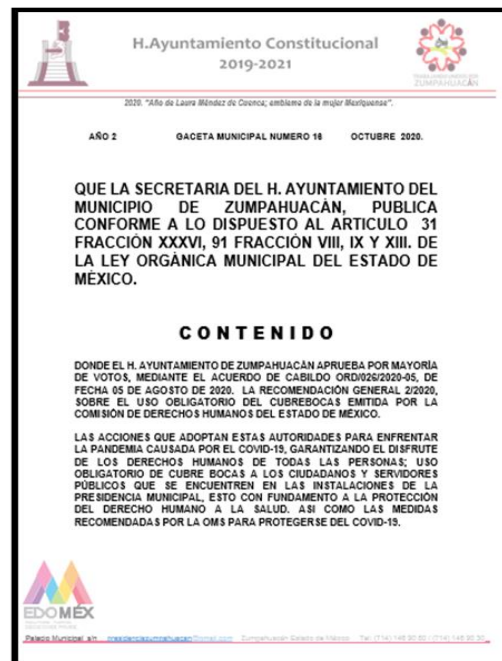 H.Ayuntamiento Constitucional
2019-2021
ZUMPAHUACÁN
2020. "Año de Laura Méndez de Cuenca; emblema de la mujer Mexiquense".
AÑO 2 GACETA MUNICIPAL NUMERO 16 OCTUBRE 2020.
QUE LA SECRETARIA DEL H. AYUNTAMIENTO DEL
MUNICIPIO DE ZUMPAHUACÁN, PUBLICA
CONFORME A LO DISPUESTO AL ARTICULO 31
FRACCIÓN XXXVI, 91 FRACCIÓN VIII, IX Y XIII. DE
LA LEY ORGÁNICA MUNICIPAL DEL ESTADO DE
MÉXICO.
CONTENIDO
DONDE EL H. AYUNTAMIENTO DE ZUMPAHUACÁN APRUEBA POR MAYORÍA
DE VOTOS, MEDIANTE EL ACUERDO DE CABILDO ORD/026/2020-05, DE
FECHA 05 DE AGOSTO DE 2020. LA RECOMENDACIÓN GENERAL 2/2020,
SOBRE EL USO OBLIGATORIO DEL CUBREBOCAS EMITIDA POR LA
COMISIÓN DE DERECHOS HUMANOS DEL ESTADO DE MÉXICO.
LAS ACCIONES QUE ADOPTAN ESTAS AUTORIDADES PARA ENFRENTAR
LA PANDEMIA CAUSADA POR EL COVID-19, GARANTIZANDO EL DISFRUTE
DE LOS DERECHOS HUMANOS DE TODAS LAS PERSONAS; USO
OBLIGATORIO DE CUBRE BOCAS A LOS CIUDADANOS Y SERVIDORES
PÚBLICOS QUE SE ENCUENTREN EN LAS INSTALACIONES DE LA
PRESIDENCIA MUNICIPAL, ESTO CON FUNDAMENTO A LA PROTECCIÓN
DEL DERECHO HUMANO A LA SALUD. ASI COMO LAS MEDIDAS
RECOMENDADAS POR LA OMS PARA PROTEGERSE DEL COVID-19.
EDOMÉX
Palacio Municipal s/n Zumpahuacán Estado de México